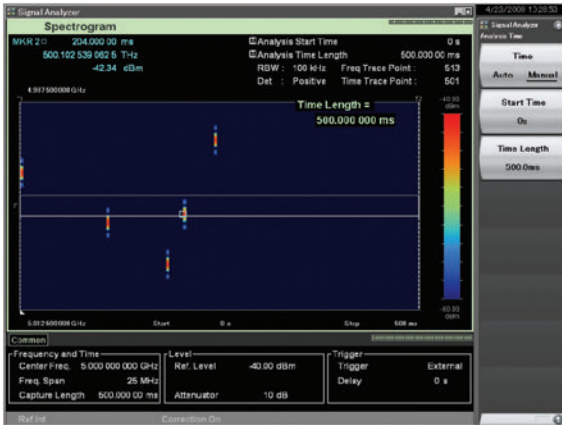 Signal Analyzer
Spectrogram
MKR 2 204.000 00 ms
500.102 539 062 5 THz
-42.34 dBm
Analysis Start Time 0 s
Analysis Time Length 500.000 00 ms
RBW : 100 kHz Freq Trace Point : 513
Det : Positive Time Trace Point : 501
4.987500000 GHz
Time Length =
500.000 000 ms
-40.00
dBm
dBm
5.012500000 GHz Start 0 s Stop 500 ms
Common
Frequency and Time
Center Freq. 5.000 000 000 GHz
Freq. Span 25 MHz
Capture Length 500.000 00 ms
Level
Ref. Level -40.00 dBm
Attenuator 10 dB
Trigger
Trigger External
Delay 0 s
Ref.Int Correction On
4/23/2008 13:28:53
Signal Analyzer
Analysis Time
Time
Auto Manual
Start Time
0s
Time Length
500.0ms